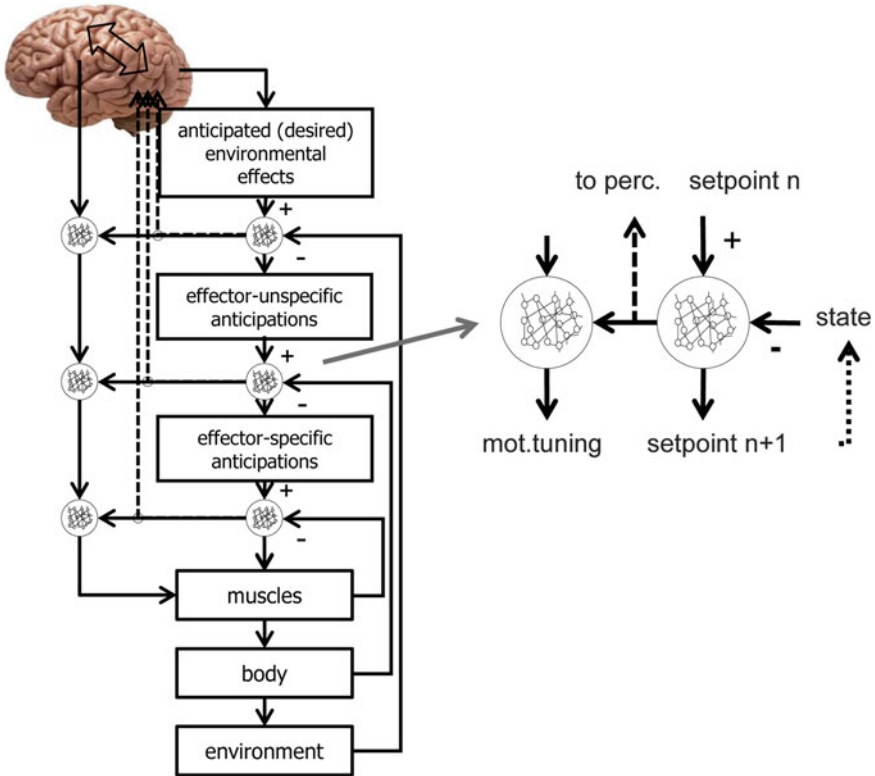 anticipated (desired)
environmental
effects
+
-
effector-unspecific
anticipations
+
-
effector-specific
anticipations
+
-
muscles
body
environment
to perc. setpoint n
+
state
-
mot.tuning setpoint n+1